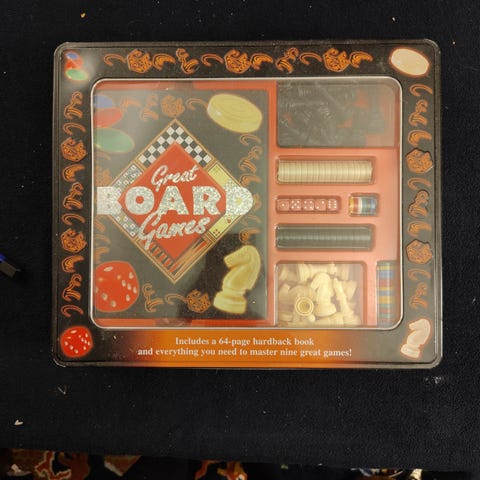 Great
BOARD
Games
Includes a 64-page hardback book
and everything you need to master nine great games!